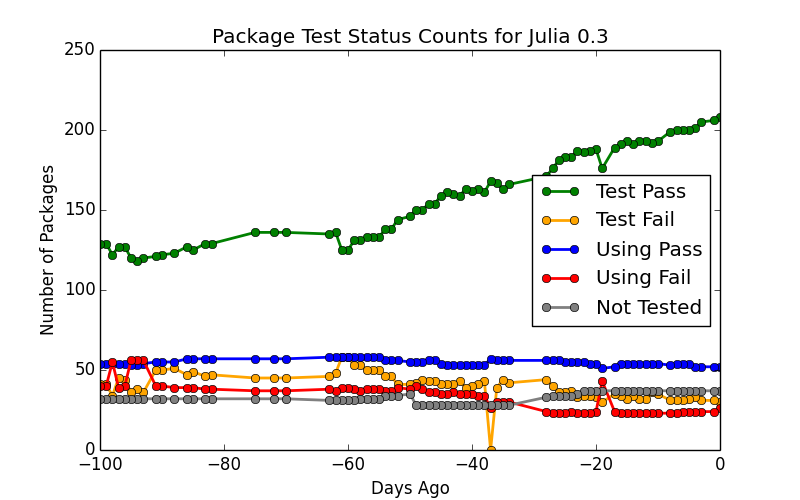 Package Test Status Counts for Julia 0.3
250
200
150
100
50
0
Number of Packages
Test Pass
Test Fail
Using Pass
Using Fail
Not Tested
−100
−80
−60
−40
−20
0
Days Ago